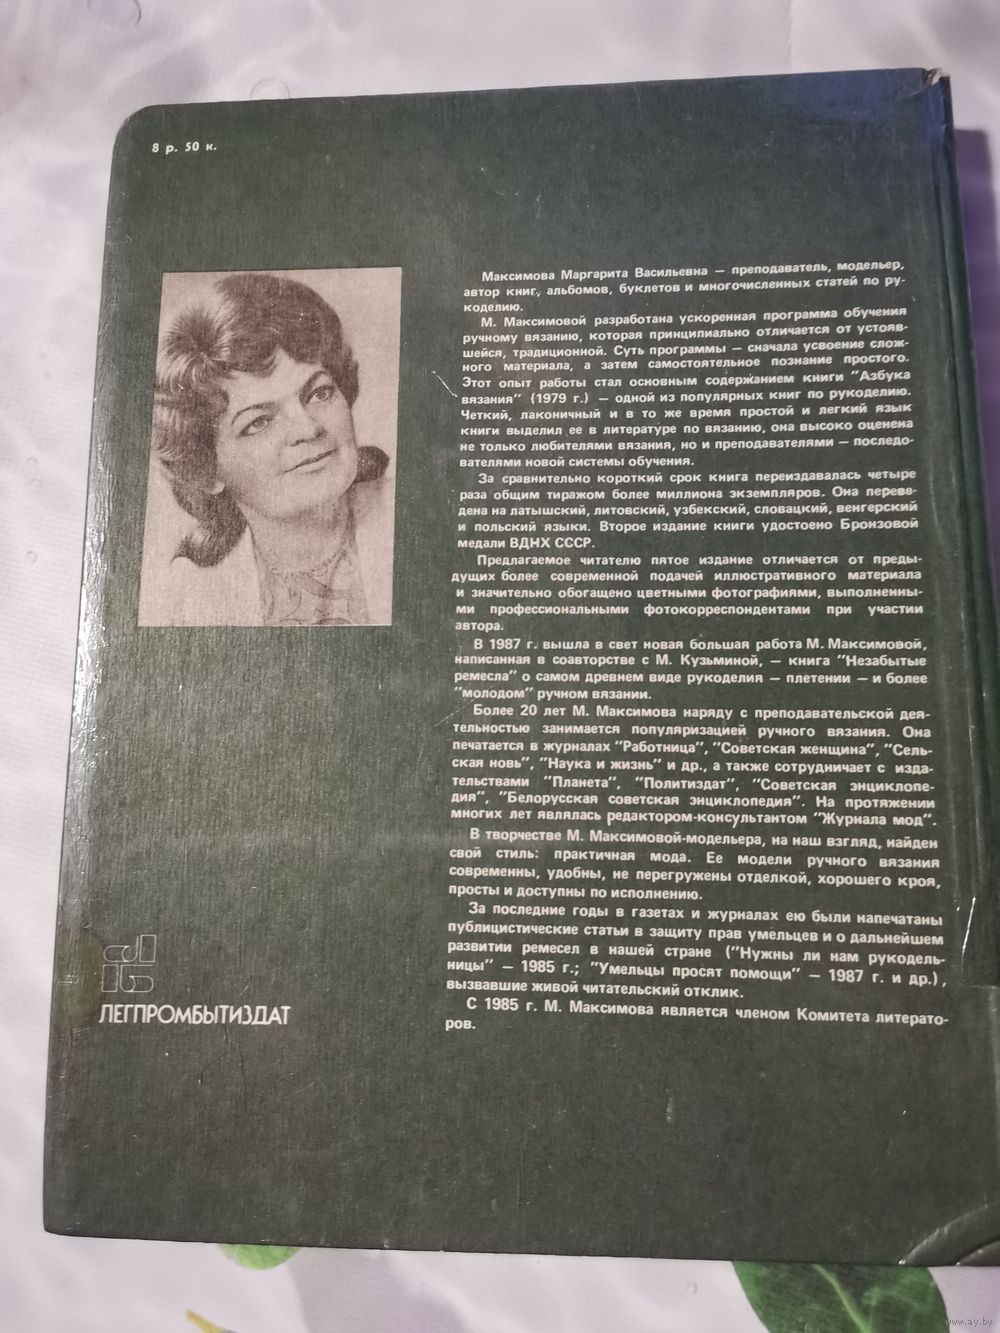 8 р. 50 к.
Максимова Маргарита Васильевна — преподаватель, модельер,
автор книг, альбомов, буклетов и многочисленных статей по ру-
коделию.
М. Максимовой разработана ускоренная программа обучения
ручному вязанию, которая принципиально отличается от устояв-
шейся, традиционной. Суть программы — сначала усвоение слож-
ного материала, а затем самостоятельное познание простого.
Этот опыт работы стал основным содержанием книги "Азбука
вязания" (1979 г.) — одной из популярных книг по рукоделию.
Четкий, лаконичный и в то же время простой и легкий язык
книги выделил ее в литературе по вязанию, она высоко оценена
не только любителями вязания, но и преподавателями — последо-
вателями новой системы обучения.
За сравнительно короткий срок книга переиздавалась четыре
раза общим тиражом более миллиона экземпляров. Она переве-
дена на латышский, литовский, узбекский, словацкий, венгерский
и польский языки. Второе издание книги удостоено Бронзовой
медали ВДНХ СССР.
Предлагаемое читателю пятое издание отличается от преды-
дущих более современной подачей иллюстративного материала
и значительно обогащено цветными фотографиями, выполненны-
ми профессиональными фотокорреспондентами при участии
автора.
В 1987 г. вышла в свет новая большая работа М. Максимовой,
написанная в соавторстве с М. Кузьминой, — книга "Незабытые
ремесла" о самом древнем виде рукоделия — плетении — и более
"молодом" ручном вязании.
Более 20 лет М. Максимова наряду с преподавательской дея-
тельностью занимается популяризацией ручного вязания. Она
печатается в журналах "Работница", "Советская женщина", "Сель-
ская новь", "Наука и жизнь" и др., а также сотрудничает с изда-
тельствами "Планета", "Политиздат", "Советская энциклопе-
дия", "Белорусская советская энциклопедия". На протяжении
многих лет являлась редактором-консультантом "Журнала мод".
В творчестве М. Максимовой-модельера, на наш взгляд, найден
свой стиль: практичная мода. Ее модели ручного вязания
современны, удобны, не перегружены отделкой, хорошего кроя,
просты и доступны по исполнению.
За последние годы в газетах и журналах ею были напечатаны
публицистические статьи в защиту прав умельцев и о дальнейшем
развитии ремесел в нашей стране ("Нужны ли нам рукодель-
ницы" — 1985 г.; "Умельцы просят помощи" — 1987 г. и др.),
вызвавшие живой читательский отклик.
С 1985 г. М. Максимова является членом Комитета литерато-
ров.
ЛЕГПРОМБЫТИЗДАТ
www.ay.by